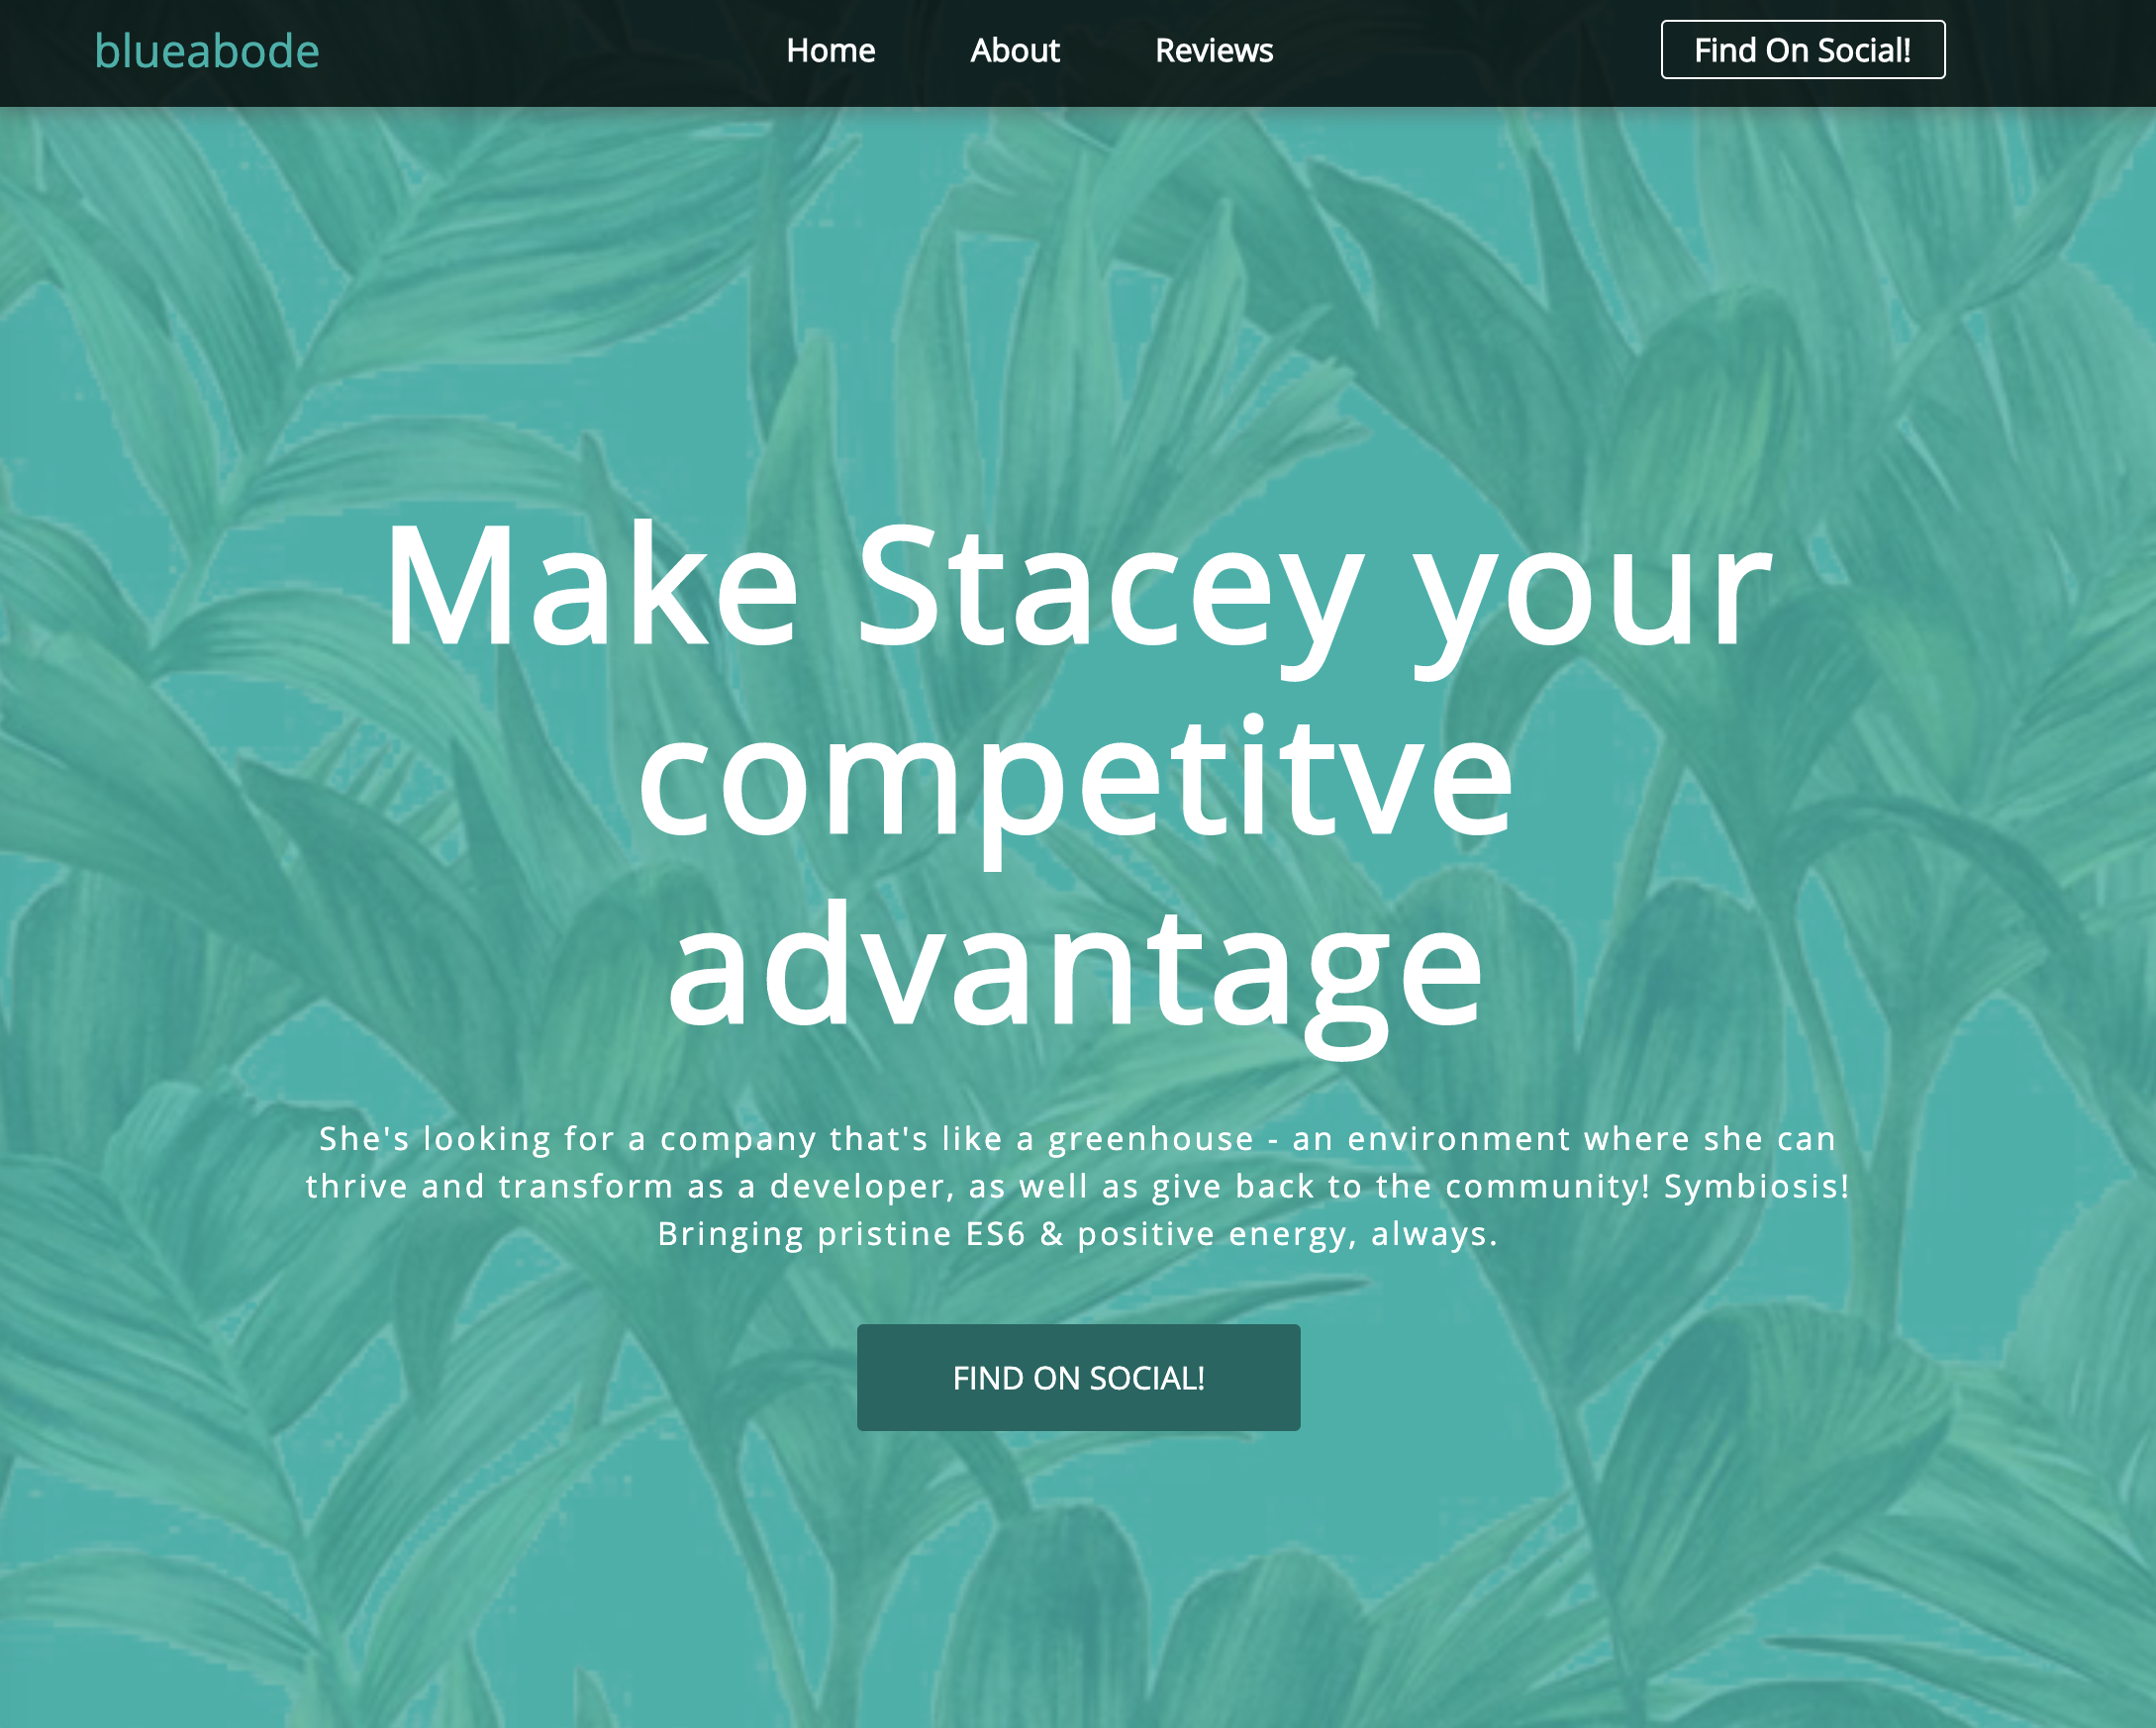 blueabode
Home About Reviews
Find On Social!
Make Stacey your
competitve
advantage
She's looking for a company that's like a greenhouse - an environment where she can
thrive and transform as a developer, as well as give back to the community! Symbiosis!
Bringing pristine ES6 & positive energy, always.
FIND ON SOCIAL!